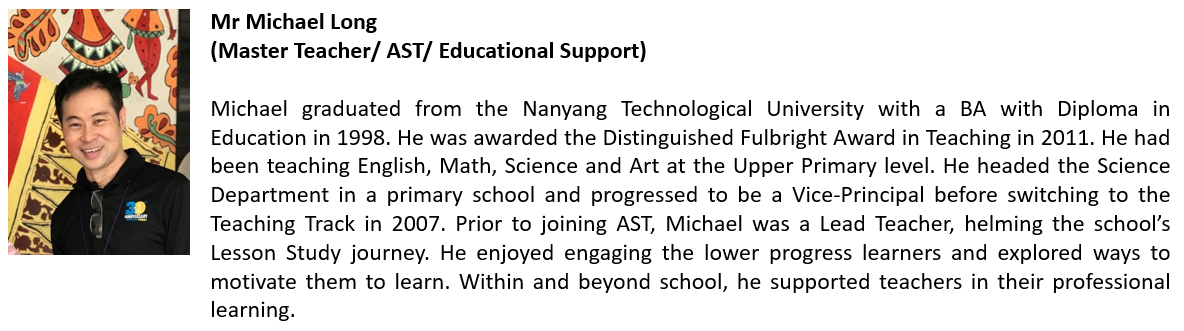 Mr Michael Long
(Master Teacher/ AST/ Educational Support)
Michael graduated from the Nanyang Technological University with a BA with Diploma in
Education in 1998. He was awarded the Distinguished Fulbright Award in Teaching in 2011. He had
been teaching English, Math, Science and Art at the Upper Primary level. He headed the Science
Department in a primary school and progressed to be a Vice-Principal before switching to the
Teaching Track in 2007. Prior to joining AST, Michael was a Lead Teacher, helming the school’s
Lesson Study journey. He enjoyed engaging the lower progress learners and explored ways to
motivate them to learn. Within and beyond school, he supported teachers in their professional
learning.
30
ANNIVERSARY